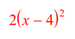 2(x − 4)²